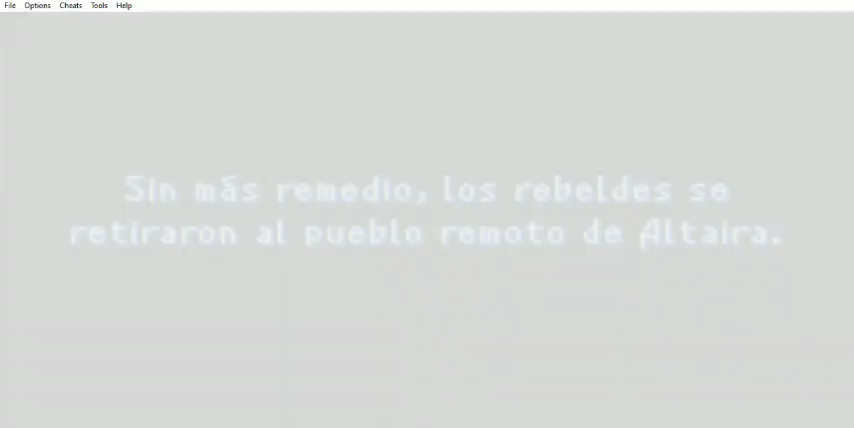 File Options Cheats Tools Help
Sin más remedio, los rebeldes se
retiraron al pueblo remoto de Altaira.